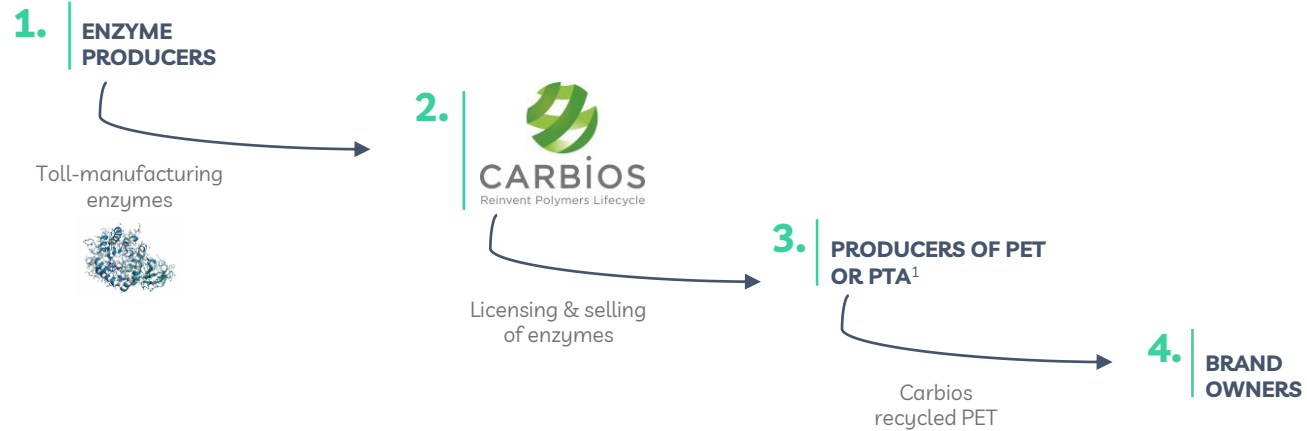 1.
ENZYME
PRODUCERS
Toll-manufacturing
enzymes
2.
CARBIOS
Reinvent Polymers Lifecycle
Licensing & selling
of enzymes
3.
PRODUCERS OF PET
OR PTA¹
Carbios
recycled PET
4.
BRAND
OWNERS